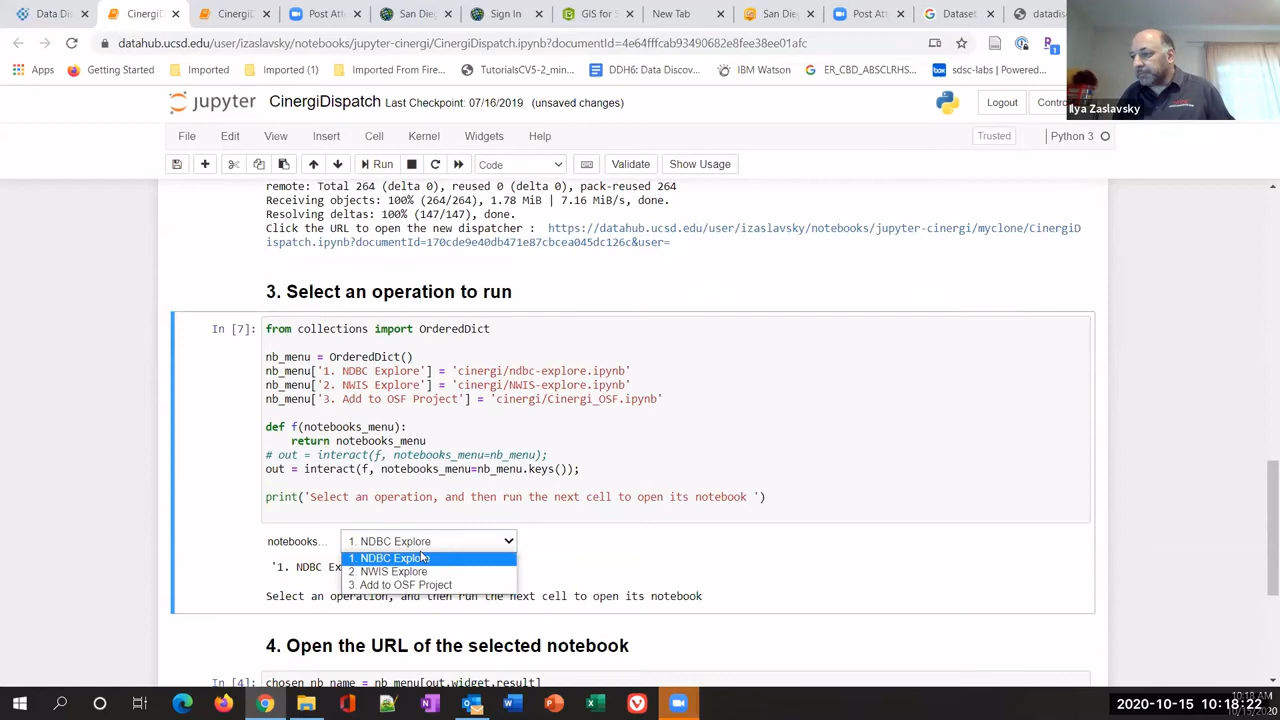 Data Dis
CinergiD
CinergiD
Post Atte
San Dieg
Sign In
GIS for S
New Tab
San Dieg
Post Att
Dataset
datadis
datahub.ucsd.edu/user/izaslavsky/notebooks/jupyter-cinergi/CinergiDispatch.ipynb?documentId=4e64fffcab93490682e8fee38ee01afc
Apps
Getting Started
Imported
Imported (1)
Imported From Firefox
TutorialsCV5-2_min...
DDH6: Data Discov...
IBM Watson
ER_CBD_ABSCLRHS...
sdsc-labs | Powered...
Ilya Zaslavsky
jupyter CinergiDispatch Last Checkpoint: 07/16/2019 (unsaved changes)
Logout
File Edit View Insert Cell Kernel Widgets Help
Trusted
Python 3
Run
Code
Validate
Show Usage
remote: Total 264 (delta 0), reused 0 (delta 0), pack-reused 264
Receiving objects: 100% (264/264), 1.78 MiB | 7.16 MiB/s, done.
Resolving deltas: 100% (147/147), done.
Click the URL to open the new dispatcher : https://datahub.ucsd.edu/user/izaslavsky/notebooks/jupyter-cinergi/myclone/CinergiD
ispatch.ipynb?documentId=170cde9e40db471e87cbcea045dc126c&user=
3. Select an operation to run
In [7]:
from collections import OrderedDict
nb_menu = OrderedDict()
nb_menu['1. NDBC Explore'] = 'cinergi/ndbc-explore.ipynb'
nb_menu['2. NWIS Explore'] = 'cinergi/NWIS-explore.ipynb'
nb_menu['3. Add to OSF Project'] = 'cinergi/Cinergi_OSF.ipynb'
def f(notebooks_menu):
return notebooks_menu
# out = interact(f, notebooks_menu=nb_menu);
out = interact(f, notebooks_menu=nb_menu.keys());
print('Select an operation, and then run the next cell to open its notebook ')
notebooks...
1. NDBC Explore
1. NDBC Explore
2. NWIS Explore
3. Add to OSF Project
'1. NDBC Ex
Select an operation, and then run the next cell to open its notebook
4. Open the URL of the selected notebook
In [4]:
chosen_nb_name = nb_menu[out.widget.result]
2020-10-15 10:18:22